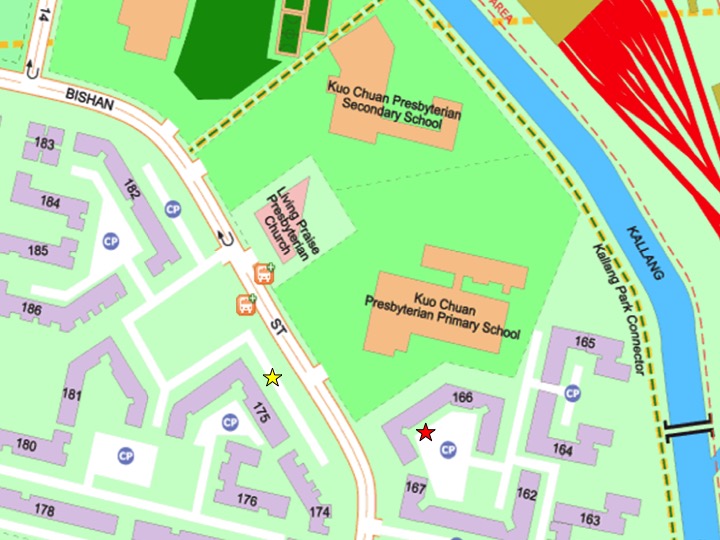 14
AREA
BISHAN
Kuo Chuan Presbyterian
Secondary School
183
182
184
CP
Living Praise
Presbyterian
Church
185
CP
KALLANG
Kallang Park Connector
186
Kuo Chuan
Presbyterian Primary School
ST
165
181
175
166
CP
CP
180
CP
CP
164
176
167
162
178
174
163
CP